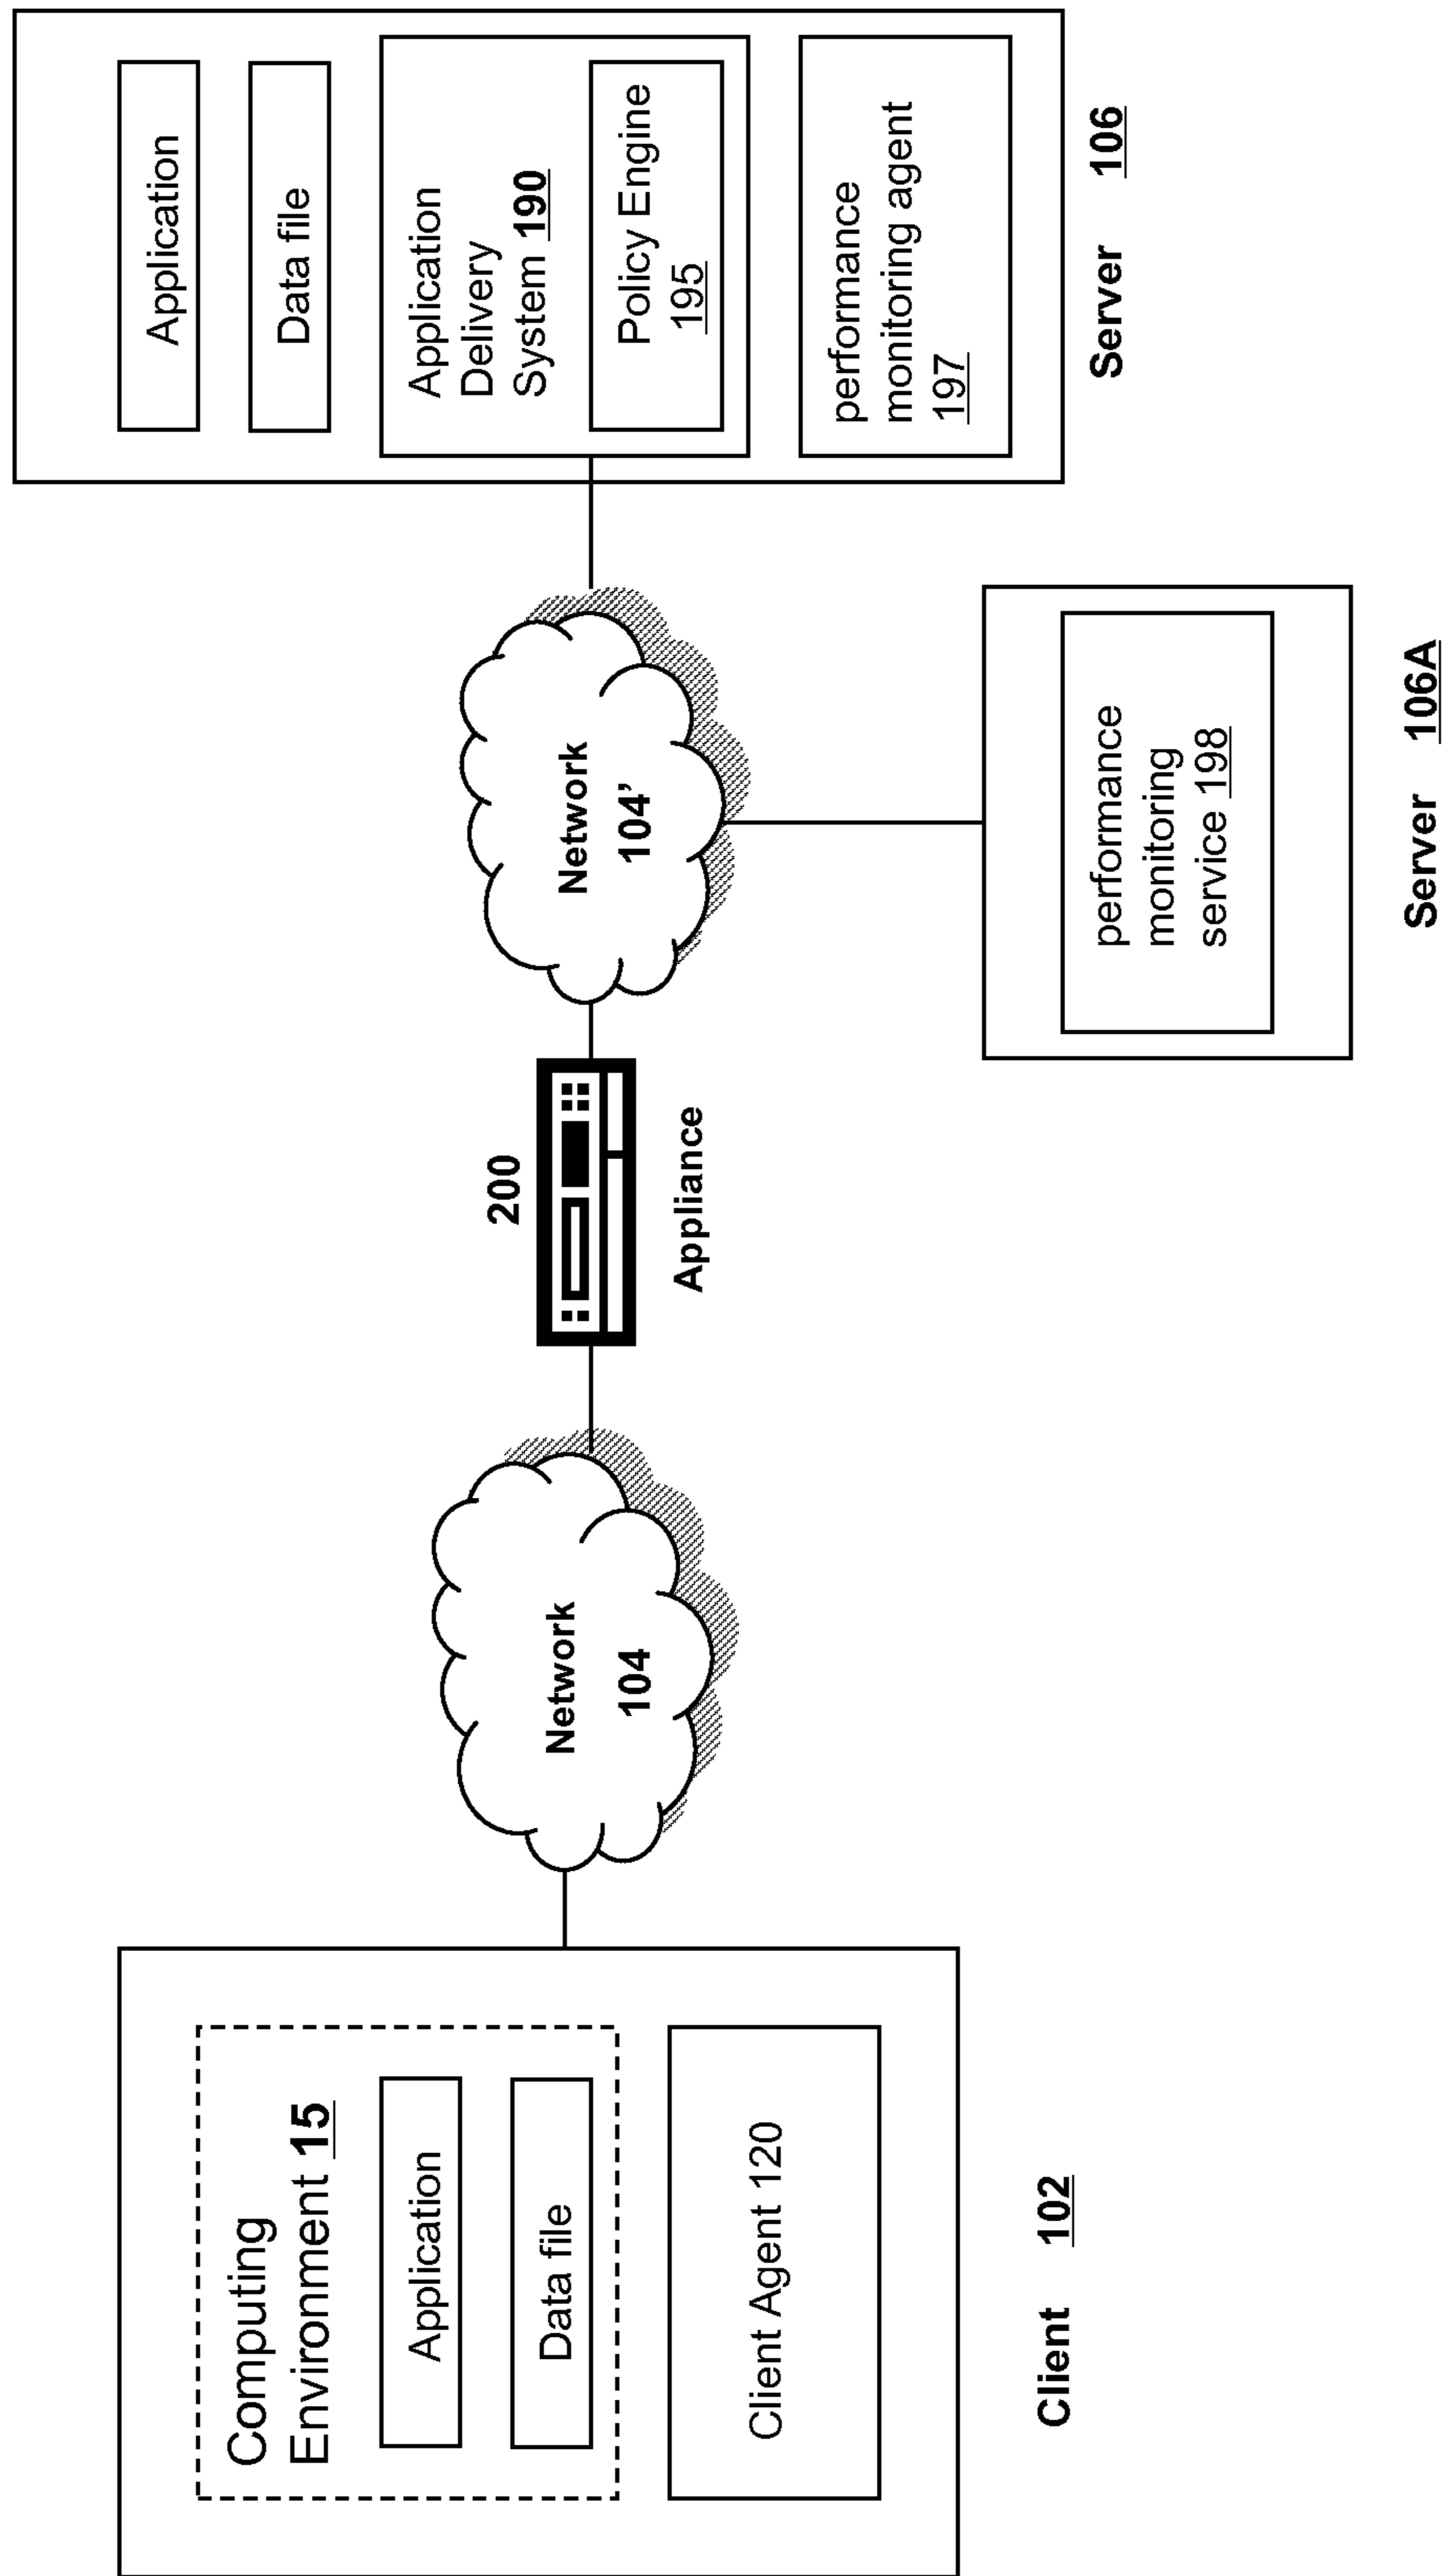 Computing
Environment 15
Application
Data file
Client Agent 120
Client 102
Network
104
200
Appliance
Network
104’
Application
Data file
Application
Delivery
System 190
Policy Engine
195
performance
monitoring agent
197
Server 106
performance
monitoring
service 198
Server 106A